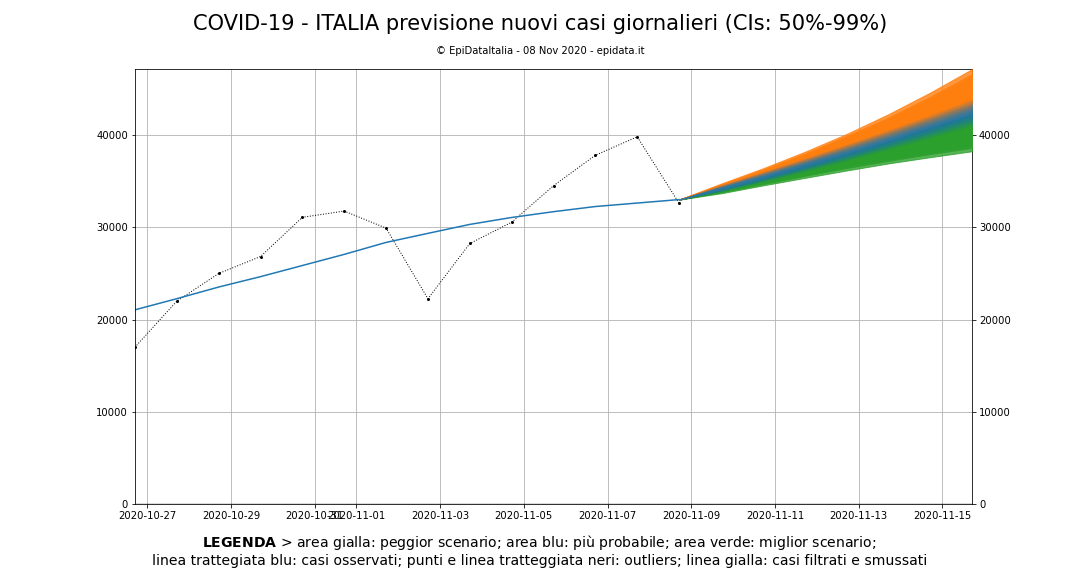 COVID-19 - ITALIA previsione nuovi casi giornalieri (CIs: 50%-99%)
© EpiDataItalia - 08 Nov 2020 - epidata.it
40000
40000
30000
30000
20000
20000
10000
10000
0
0
2020-10-27 2020-10-29 2020-10-31 2020-11-01 2020-11-03 2020-11-05 2020-11-07 2020-11-09 2020-11-11 2020-11-13 2020-11-15
LEGENDA > area gialla: peggior scenario; area blu: più probabile; area verde: miglior scenario;
linea trattegiata blu: casi osservati; punti e linea tratteggiata neri: outliers; linea gialla: casi filtrati e smussati